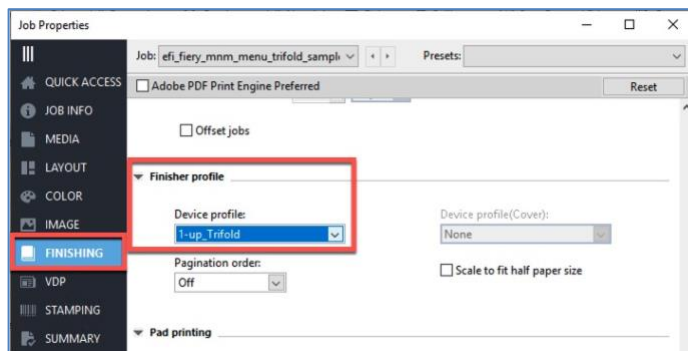 Job Properties
Job: efi_fiery_mnm_menu_trifold_sampl Presets:
QUICK ACCESS
Adobe PDF Print Engine Preferred Reset
JOB INFO
Offset jobs
MEDIA
LAYOUT
Finisher profile
COLOR
Device profile: Device profile(Cover):
IMAGE
1-up_Trifold None
FINISHING
Pagination order:
Scale to fit half paper size
VDP
Off
STAMPING
Pad printing
SUMMARY